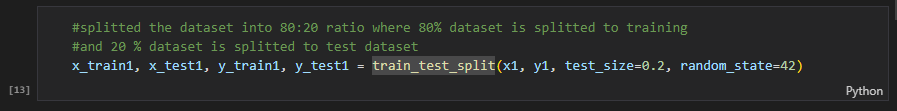 #splitted the dataset into 80:20 ratio where 80% dataset is splitted to training
#and 20 % dataset is splitted to test dataset
x_train1, x_test1, y_train1, y_test1 = train_test_split(x1, y1, test_size=0.2, random_state=42)
[13]
Python